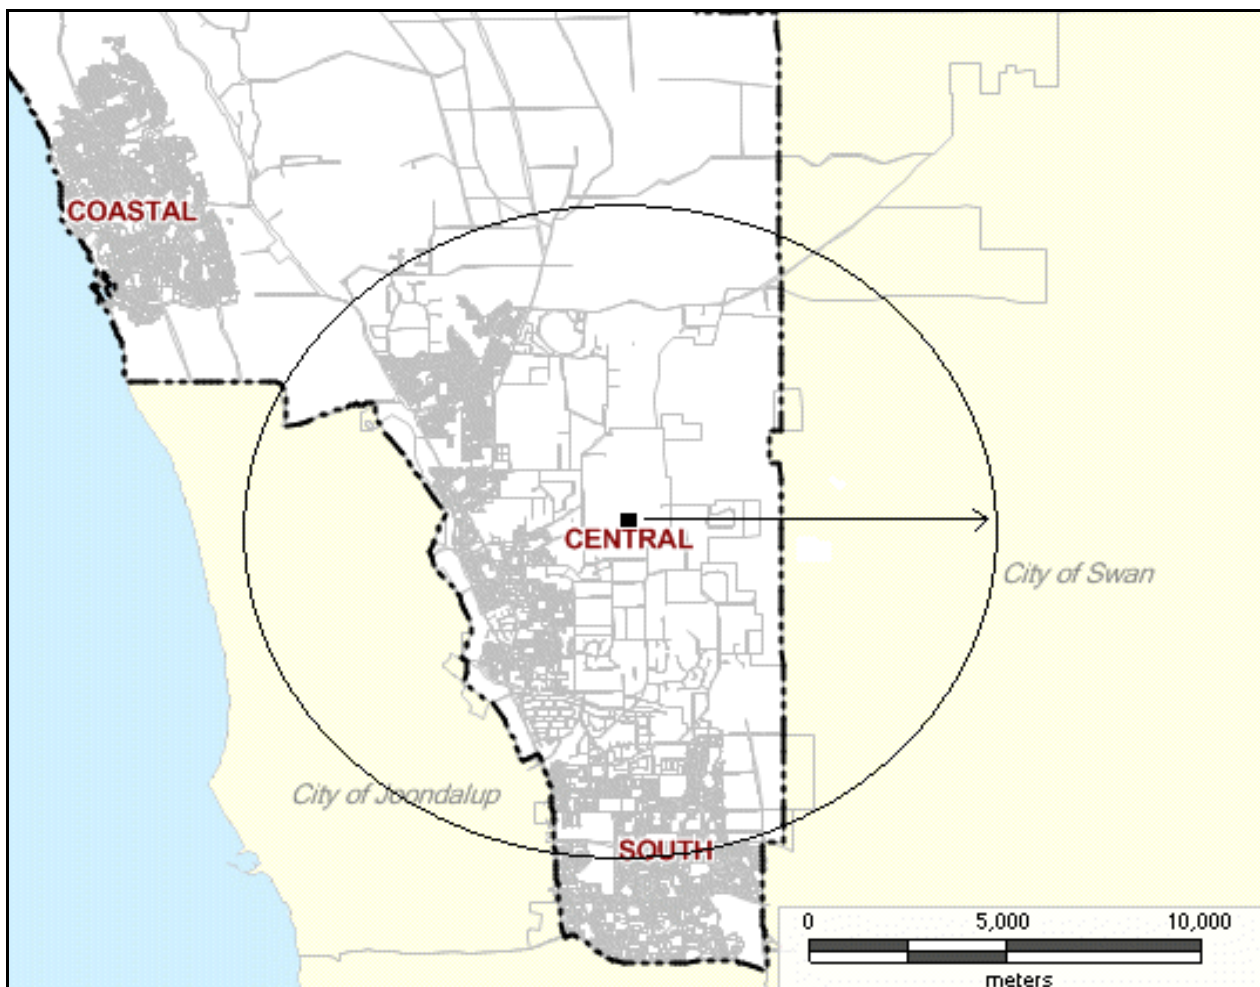 COASTAL
CENTRAL
City of Swan
City of Joondalup
SOUTH
0 5,000 10,000
meters